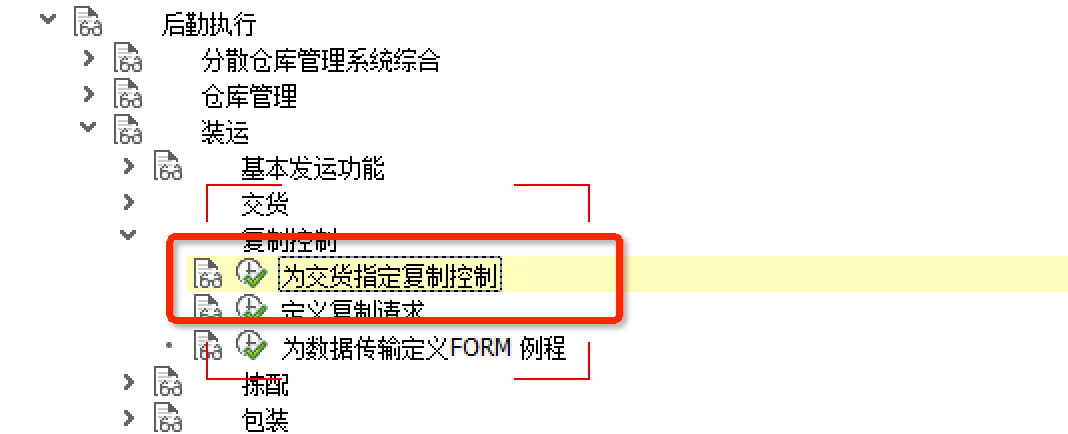 后勤执行
分散仓库管理系统综合
仓库管理
装运
基本发运功能
交货
复制控制
为交货指定复制控制
定义复制请求
为数据传输定义FORM 例程
拣配
包装